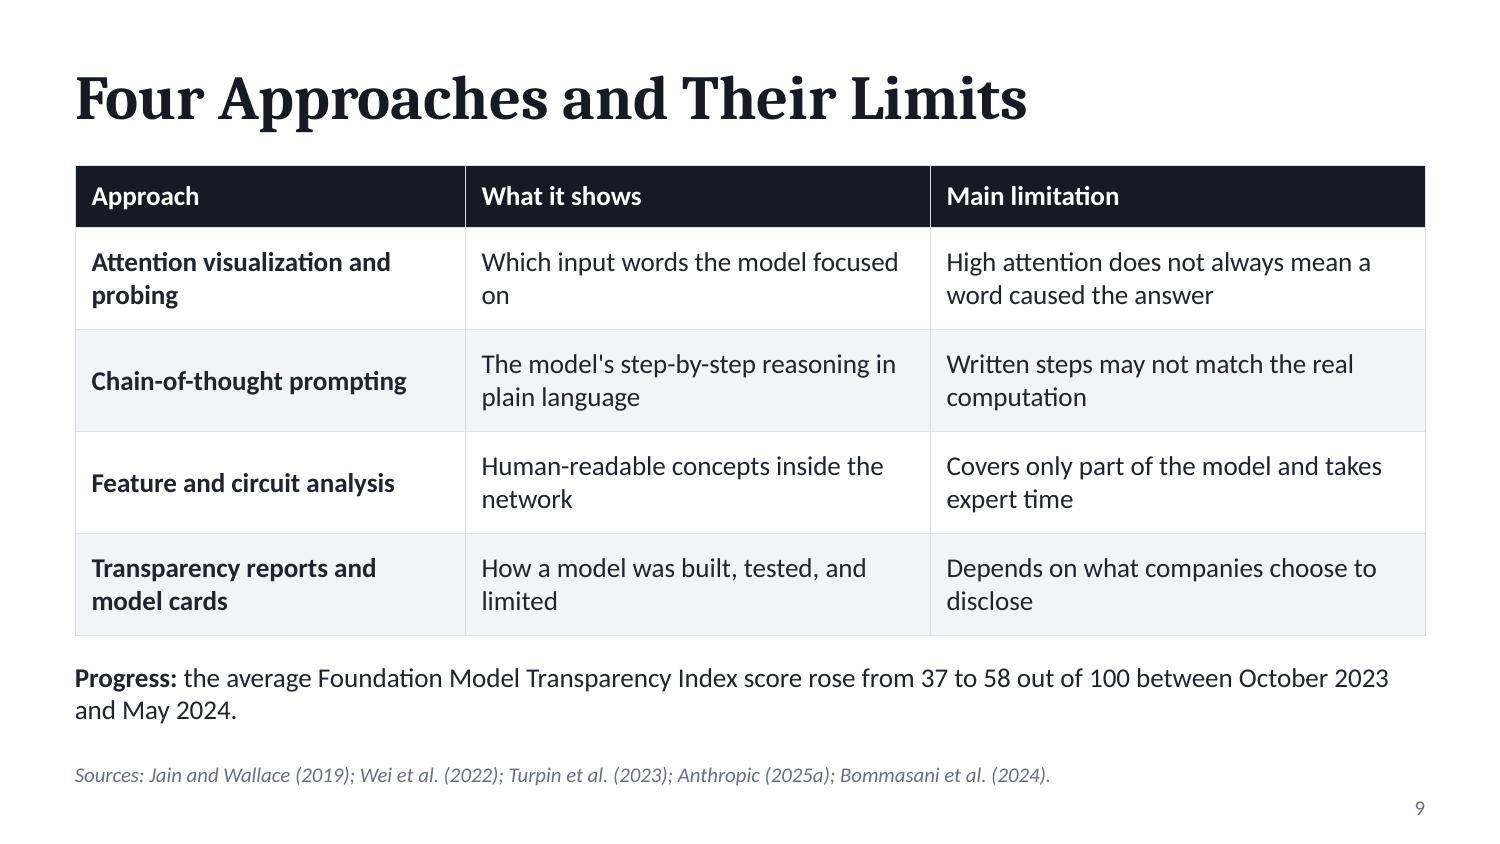 Four Approaches and Their Limits
Approach
What it shows
Main limitation
Attention visualization and
probing
Which input words the model focused
on
High attention does not always mean a
word caused the answer
Chain-of-thought prompting
The model's step-by-step reasoning in
plain language
Written steps may not match the real
computation
Feature and circuit analysis
Human-readable concepts inside the
network
Covers only part of the model and takes
expert time
Transparency reports and
model cards
How a model was built, tested, and
limited
Depends on what companies choose to
disclose
Progress: the average Foundation Model Transparency Index score rose from 37 to 58 out of 100 between October 2023
and May 2024.
Sources: Jain and Wallace (2019); Wei et al. (2022); Turpin et al. (2023); Anthropic (2025a); Bommasani et al. (2024).
9